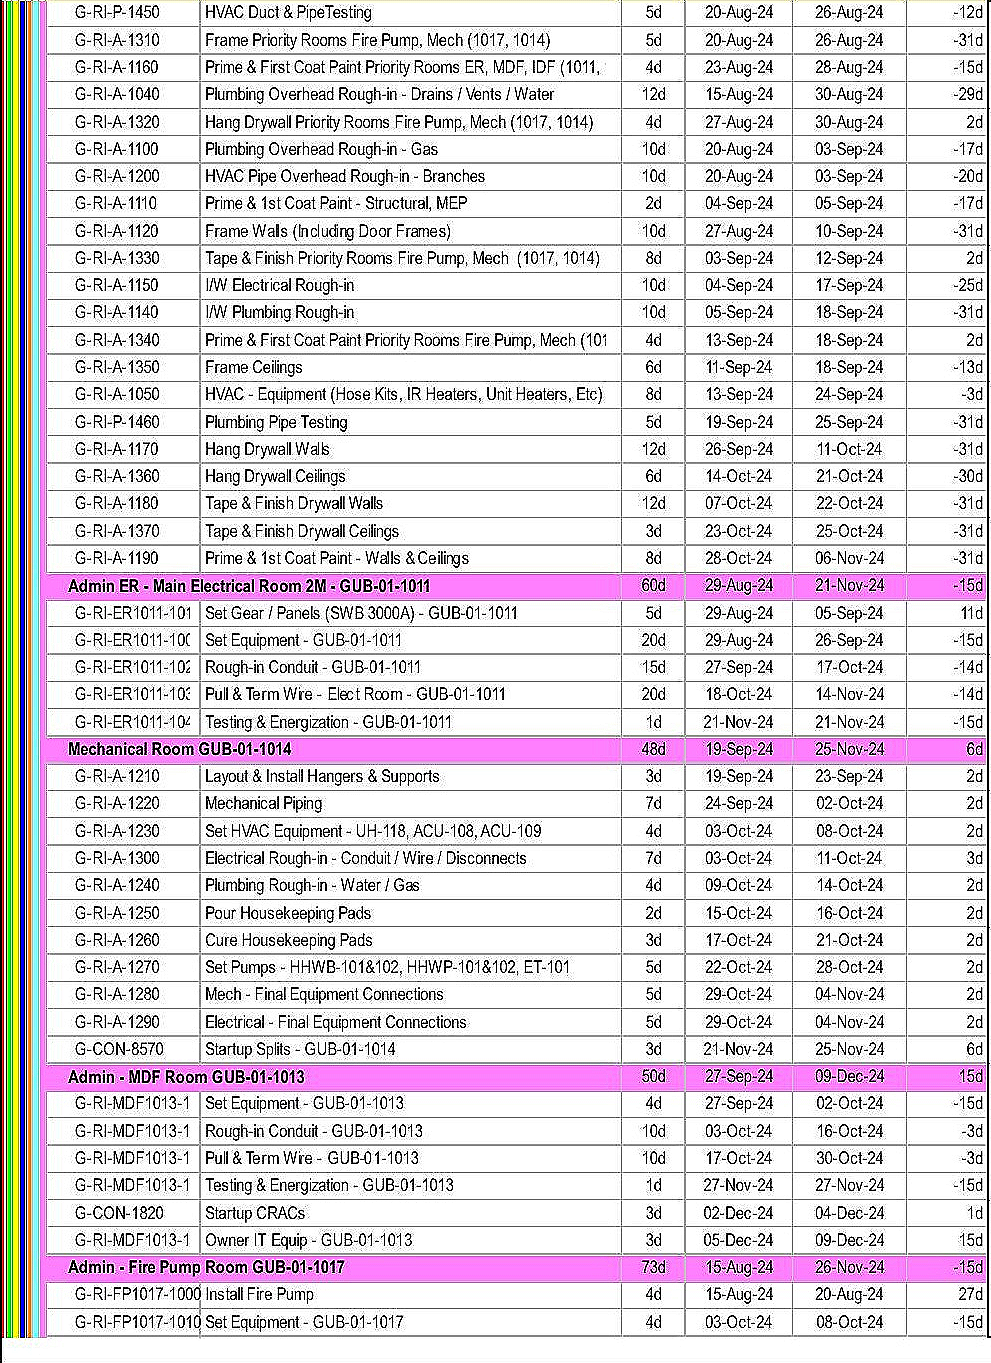 G-RI-P-1450 HVAC Duct & PipeTesting 5d 20-Aug-24 26-Aug-24 -12d
G-RI-A-1310 Frame Priority Rooms Fire Pump, Mech (1017, 1014) 5d 20-Aug-24 26-Aug-24 -31d
G-RI-A-1160 Prime & First Coat Paint Priority Rooms ER, MDF, IDF (1011, 4d 23-Aug-24 28-Aug-24 -15d
G-RI-A-1040 Plumbing Overhead Rough-in - Drains / Vents / Water 12d 15-Aug-24 30-Aug-24 -29d
G-RI-A-1320 Hang Drywall Priority Rooms Fire Pump, Mech (1017, 1014) 4d 27-Aug-24 30-Aug-24 2d
G-RI-A-1100 Plumbing Overhead Rough-in - Gas 10d 20-Aug-24 03-Sep-24 -17d
G-RI-A-1200 HVAC Pipe Overhead Rough-in - Branches 10d 20-Aug-24 03-Sep-24 -20d
G-RI-A-1110 Prime & 1st Coat Paint - Structural, MEP 2d 04-Sep-24 05-Sep-24 -17d
G-RI-A-1120 Frame Walls (Including Door Frames) 10d 27-Aug-24 10-Sep-24 -31d
G-RI-A-1330 Tape & Finish Priority Rooms Fire Pump, Mech (1017, 1014) 8d 03-Sep-24 12-Sep-24 2d
G-RI-A-1150 I/W Electrical Rough-in 10d 04-Sep-24 17-Sep-24 -25d
G-RI-A-1140 I/W Plumbing Rough-in 10d 05-Sep-24 18-Sep-24 -31d
G-RI-A-1340 Prime & First Coat Paint Priority Rooms Fire Pump, Mech (101 4d 13-Sep-24 18-Sep-24 2d
G-RI-A-1350 Frame Ceilings 6d 11-Sep-24 18-Sep-24 -13d
G-RI-A-1050 HVAC - Equipment (Hose Kits, IR Heaters, Unit Heaters, Etc) 8d 13-Sep-24 24-Sep-24 -3d
G-RI-P-1460 Plumbing Pipe Testing 5d 19-Sep-24 25-Sep-24 -31d
G-RI-A-1170 Hang Drywall Walls 12d 26-Sep-24 11-Oct-24 -31d
G-RI-A-1360 Hang Drywall Ceilings 6d 14-Oct-24 21-Oct-24 -30d
G-RI-A-1180 Tape & Finish Drywall Walls 12d 07-Oct-24 22-Oct-24 -31d
G-RI-A-1370 Tape & Finish Drywall Ceilings 3d 23-Oct-24 25-Oct-24 -31d
G-RI-A-1190 Prime & 1st Coat Paint - Walls & Ceilings 8d 28-Oct-24 06-Nov-24 -31d
Admin ER - Main Electrical Room 2M - GUB-01-1011 60d 29-Aug-24 21-Nov-24 -15d
G-RI-ER1011-101 Set Gear / Panels (SWB 3000A) - GUB-01-1011 5d 29-Aug-24 05-Sep-24 11d
G-RI-ER1011-100 Set Equipment - GUB-01-1011 20d 29-Aug-24 26-Sep-24 -15d
G-RI-ER1011-102 Rough-in Conduit - GUB-01-1011 15d 27-Sep-24 17-Oct-24 -14d
G-RI-ER1011-103 Pull & Term Wire - Elect Room - GUB-01-1011 20d 18-Oct-24 14-Nov-24 -14d
G-RI-ER1011-104 Testing & Energization - GUB-01-1011 1d 21-Nov-24 21-Nov-24 -15d
Mechanical Room GUB-01-1014 48d 19-Sep-24 25-Nov-24 6d
G-RI-A-1210 Layout & Install Hangers & Supports 3d 19-Sep-24 23-Sep-24 2d
G-RI-A-1220 Mechanical Piping 7d 24-Sep-24 02-Oct-24 2d
G-RI-A-1230 Set HVAC Equipment - UH-118, ACU-108, ACU-109 4d 03-Oct-24 08-Oct-24 2d
G-RI-A-1300 Electrical Rough-in - Conduit / Wire / Disconnects 7d 03-Oct-24 11-Oct-24 3d
G-RI-A-1240 Plumbing Rough-in - Water / Gas 4d 09-Oct-24 14-Oct-24 2d
G-RI-A-1250 Pour Housekeeping Pads 2d 15-Oct-24 16-Oct-24 2d
G-RI-A-1260 Cure Housekeeping Pads 3d 17-Oct-24 21-Oct-24 2d
G-RI-A-1270 Set Pumps - HHWB-101&102, HHWP-101&102, ET-101 5d 22-Oct-24 28-Oct-24 2d
G-RI-A-1280 Mech - Final Equipment Connections 5d 29-Oct-24 04-Nov-24 2d
G-RI-A-1290 Electrical - Final Equipment Connections 5d 29-Oct-24 04-Nov-24 2d
G-CON-8570 Startup Splits - GUB-01-1014 3d 21-Nov-24 25-Nov-24 6d
Admin - MDF Room GUB-01-1013 50d 27-Sep-24 09-Dec-24 15d
G-RI-MDF1013-1 Set Equipment - GUB-01-1013 4d 27-Sep-24 02-Oct-24 -15d
G-RI-MDF1013-1 Rough-in Conduit - GUB-01-1013 10d 03-Oct-24 16-Oct-24 -3d
G-RI-MDF1013-1 Pull & Term Wire - GUB-01-1013 10d 17-Oct-24 30-Oct-24 -3d
G-RI-MDF1013-1 Testing & Energization - GUB-01-1013 1d 27-Nov-24 27-Nov-24 -15d
G-CON-1820 Startup CRACs 3d 02-Dec-24 04-Dec-24 1d
G-RI-MDF1013-1 Owner IT Equip - GUB-01-1013 3d 05-Dec-24 09-Dec-24 15d
Admin - Fire Pump Room GUB-01-1017 73d 15-Aug-24 26-Nov-24 -15d
G-RI-FP1017-1000 Install Fire Pump 4d 15-Aug-24 20-Aug-24 27d
G-RI-FP1017-1010 Set Equipment - GUB-01-1017 4d 03-Oct-24 08-Oct-24 -15d